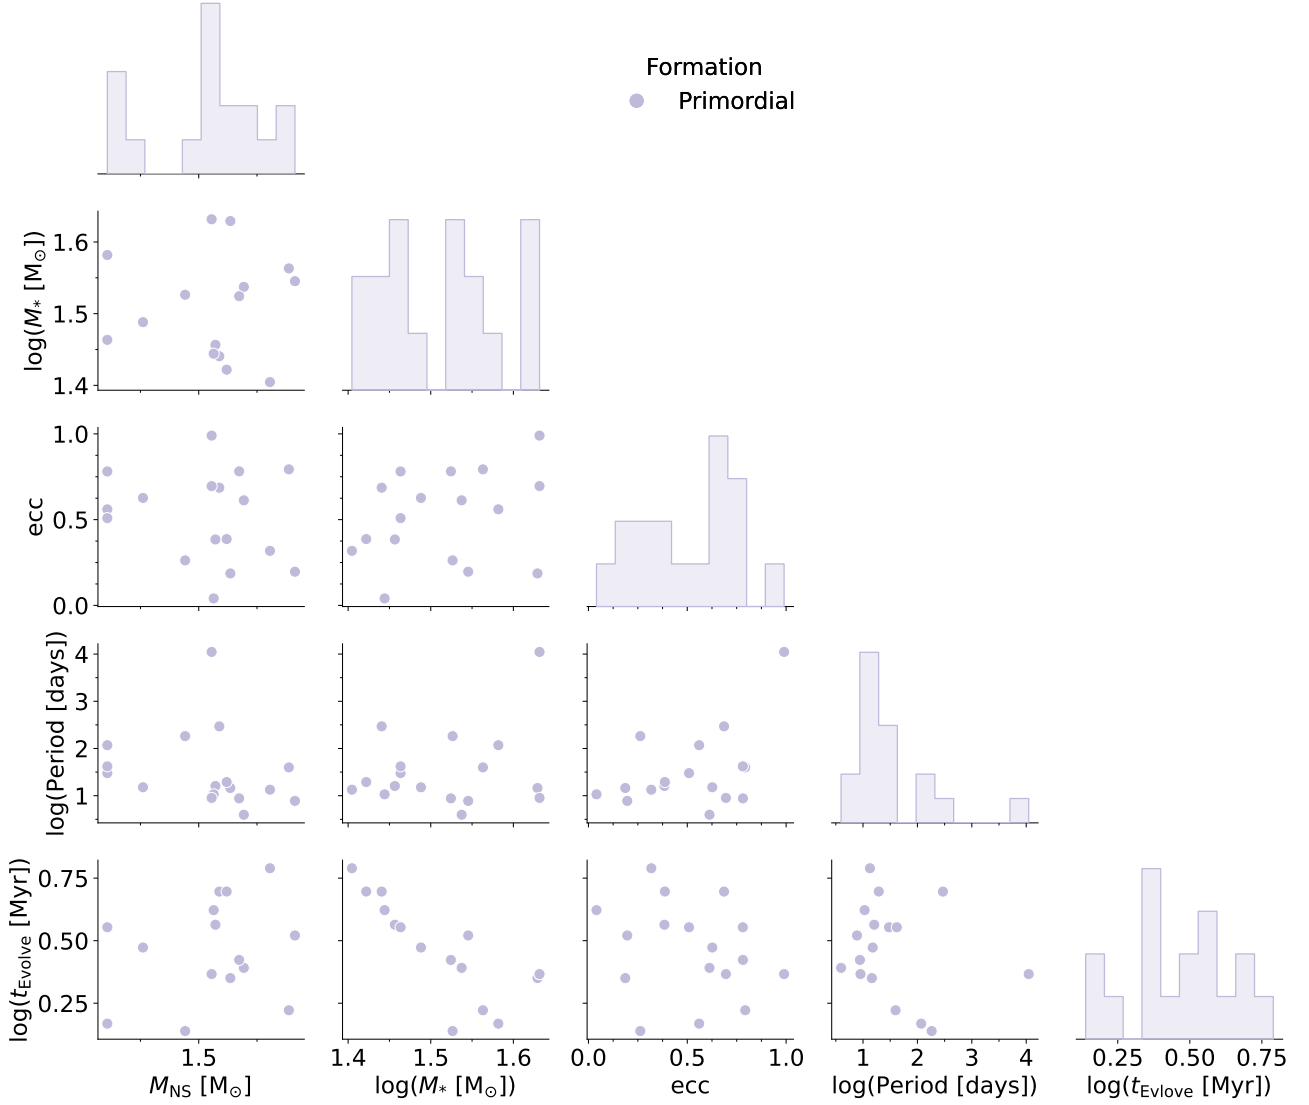 Formation
Primordial
log(M* [M⊙])
1.6
1.5
1.4
ecc
1.0
0.5
0.0
log(Period [days])
4
3
2
1
log(tEvlove [Myr])
0.75
0.50
0.25
1.5
1.4 1.5 1.6
0.0 0.5 1.0
1 2 3 4
0.25 0.50 0.75
MNS [M⊙]
log(M* [M⊙])
ecc
log(Period [days])
log(tEvlove [Myr])